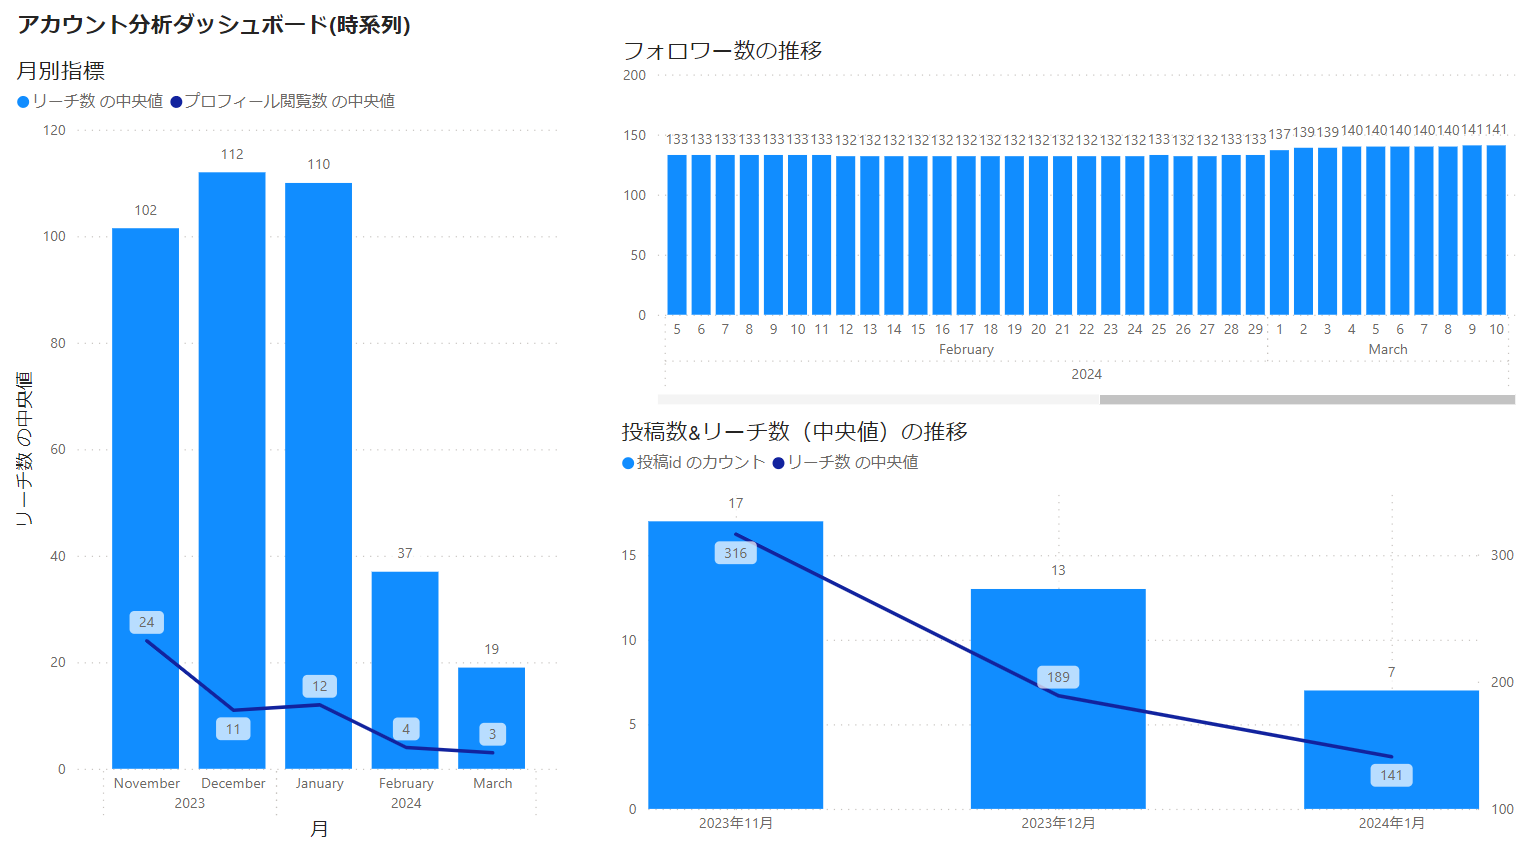 アカウント分析ダッシュボード(時系列)
月別指標
リーチ数 の中央値 プロフィール閲覧数 の中央値
120
100
80
60
40
20
0
リーチ数 の中央値
102
112
110
37
19
24
11
12
4
3
November December January February March
2023 2024
月
フォロワー数の推移
200
150
100
50
0
133 133 133 133 133 133 133 132 132 132 132 132 132 132 132 132 132 132 132 132 133 132 132 133 133 137 139 139 140 140 140 140 140 141 141
5 6 7 8 9 10 11 12 13 14 15 16 17 18 19 20 21 22 23 24 25 26 27 28 29 1 2 3 4 5 6 7 8 9 10
February March
2024
投稿数&リーチ数（中央値）の推移
投稿id のカウント リーチ数 の中央値
15
10
5
0
17
13
7
316
189
141
300
200
100
2023年11月 2023年12月 2024年1月